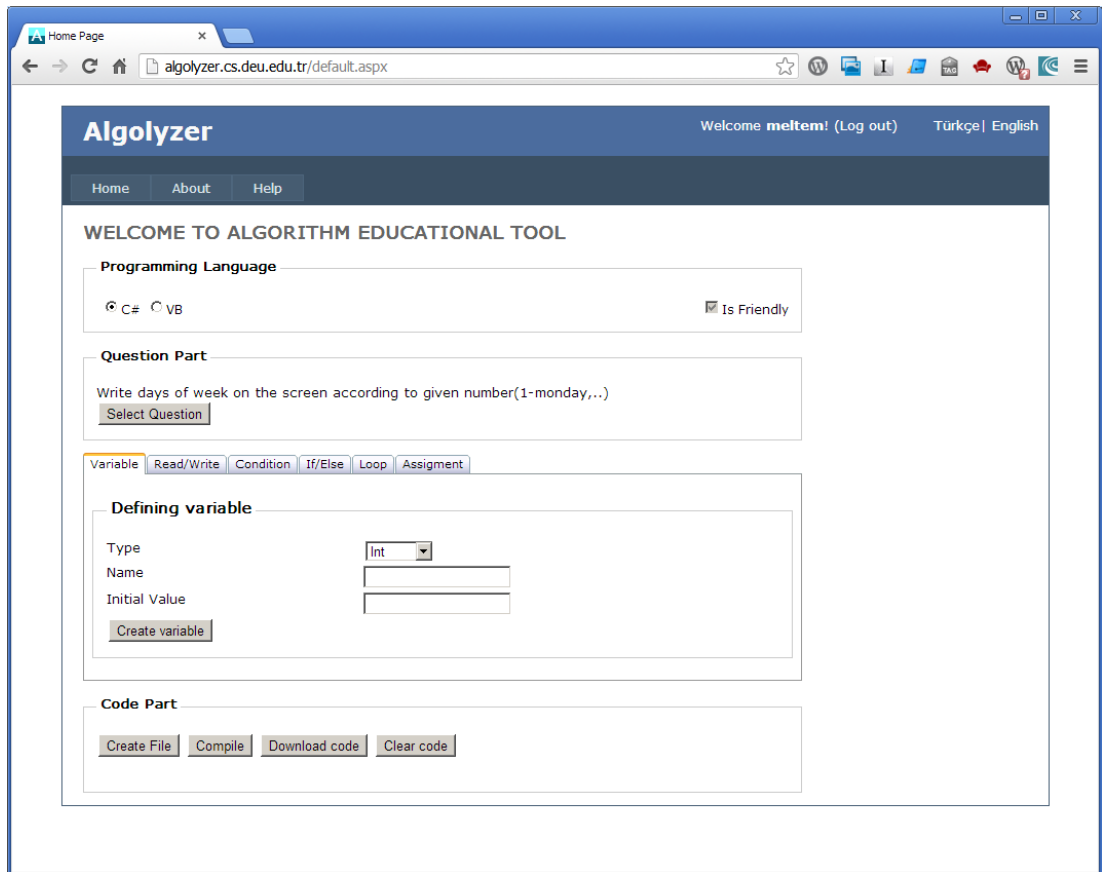 Home Page
algolyzer.cs.deu.edu.tr/default.aspx
Algolyzer
Welcome meltem! (Log out) Türkçe| English
Home About Help
WELCOME TO ALGORITHM EDUCATIONAL TOOL
Programming Language
C# VB Is Friendly
Question Part
Write days of week on the screen according to given number(1-monday,..)
Select Question
Variable Read/Write Condition If/Else Loop Assigment
Defining variable
Type Int
Name
Initial Value
Create variable
Code Part
Create File Compile Download code Clear code